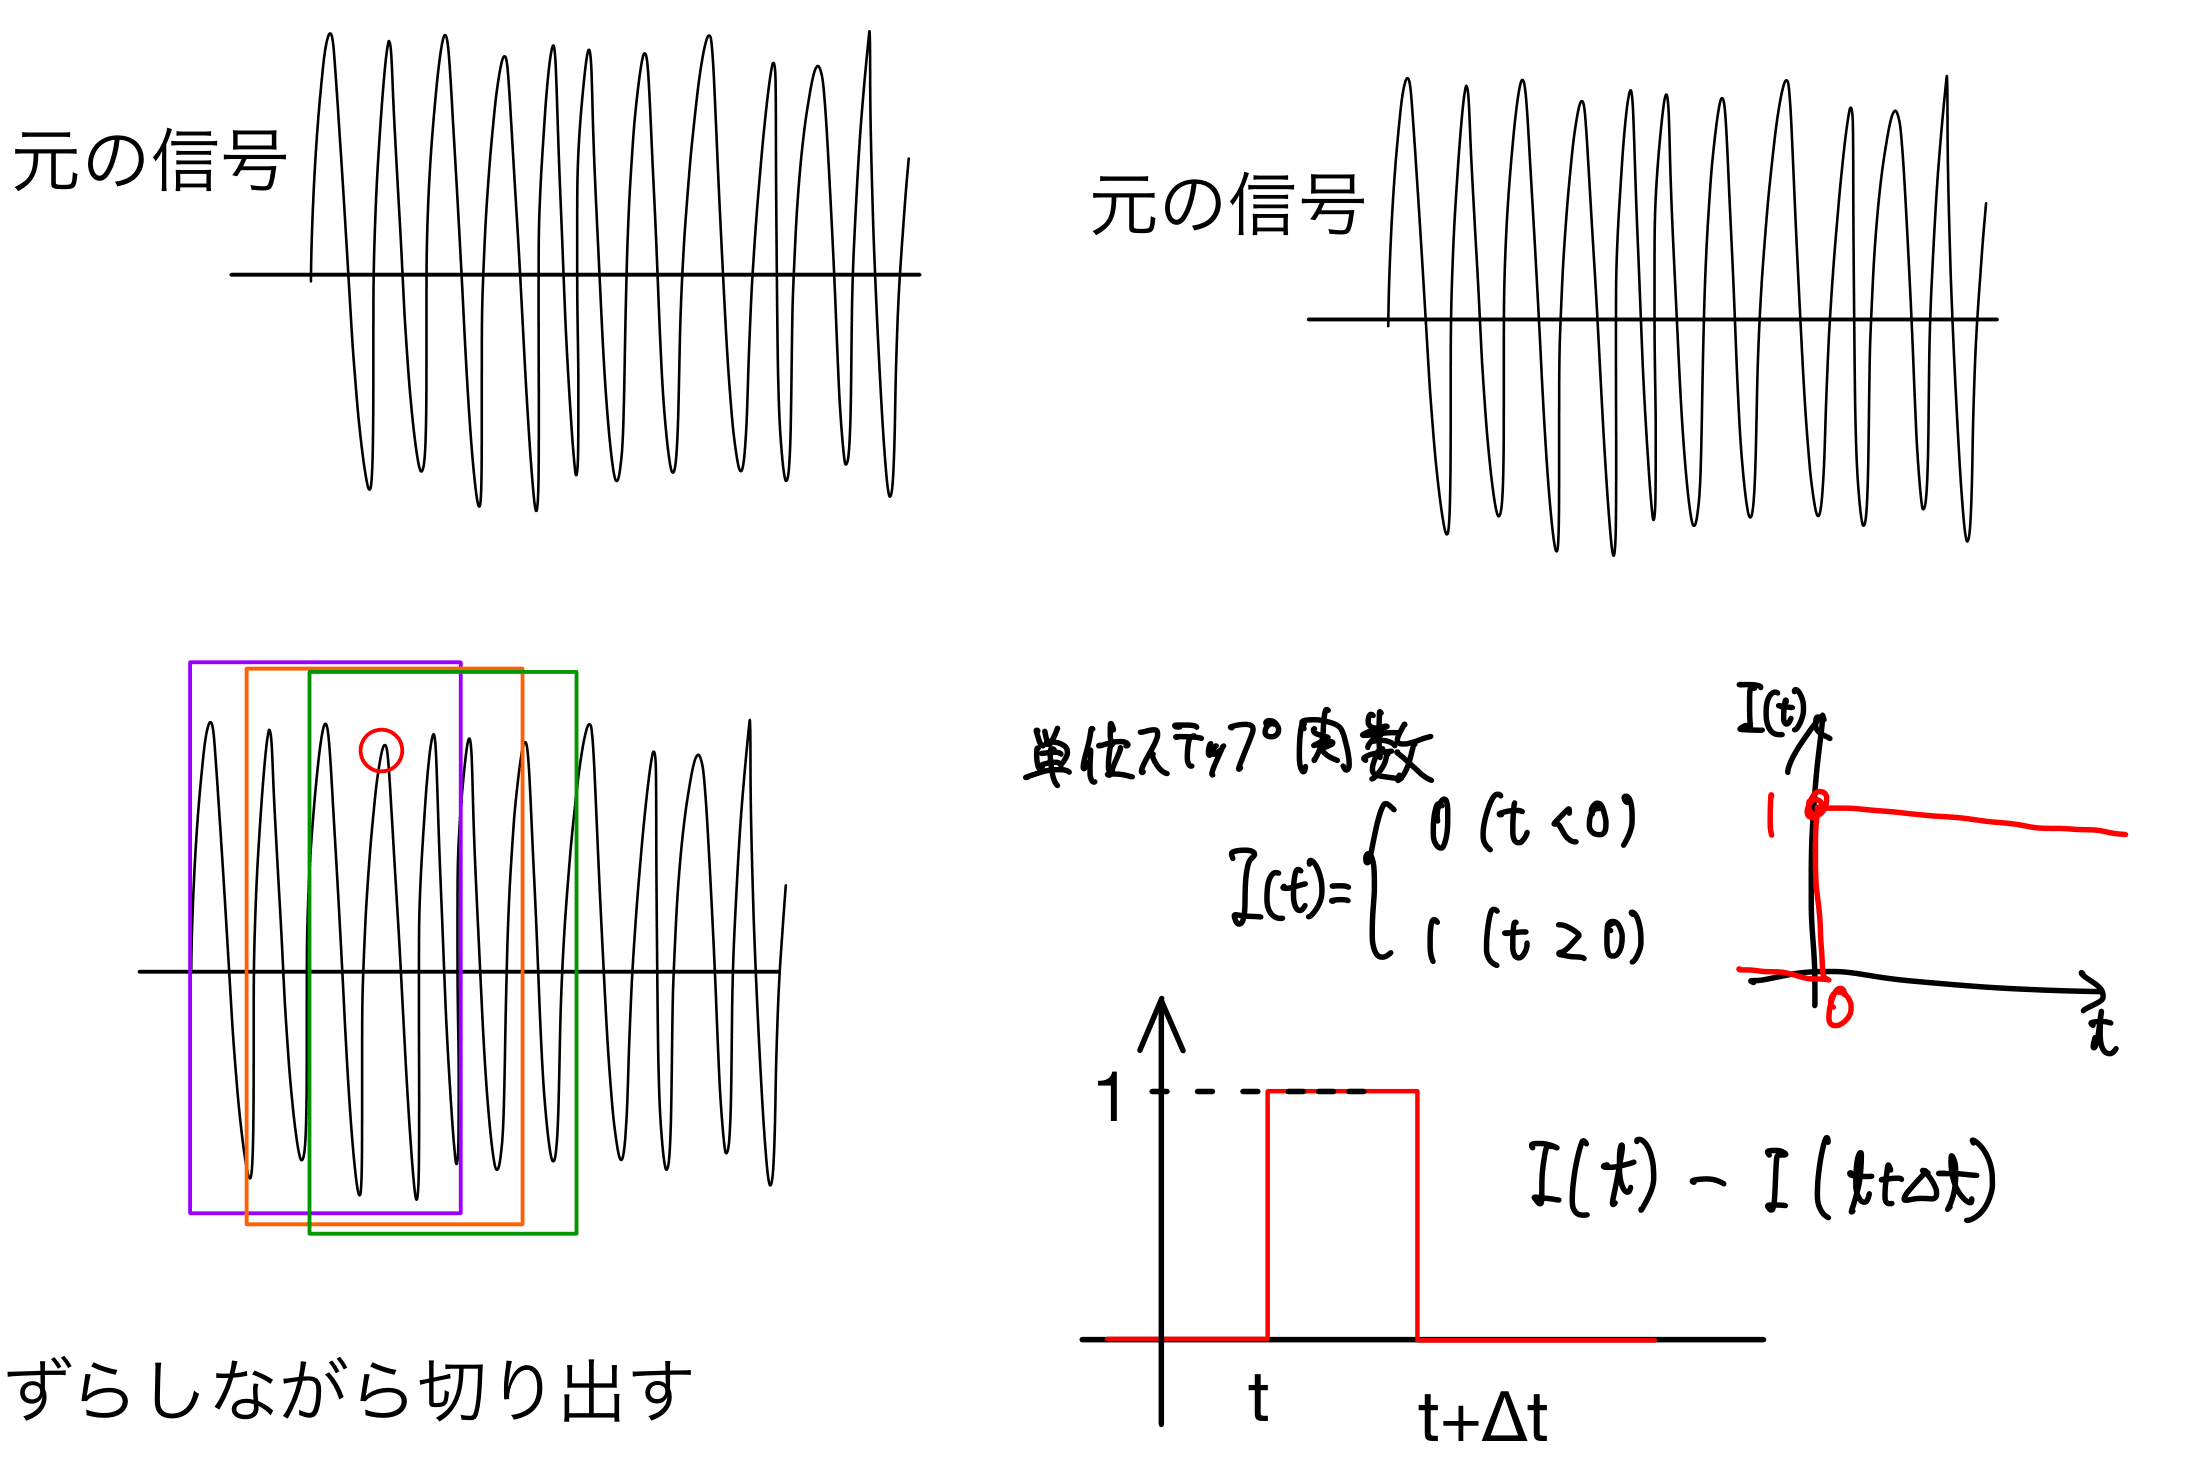 元の信号
ずらしながら切り出す
元の信号
単位ステップ関数
I(t)={ 0 (t<0)
1 (t≥0)
I(t)
1
0
t
1
t
t+Δt
I(t) - I(t+Δt)